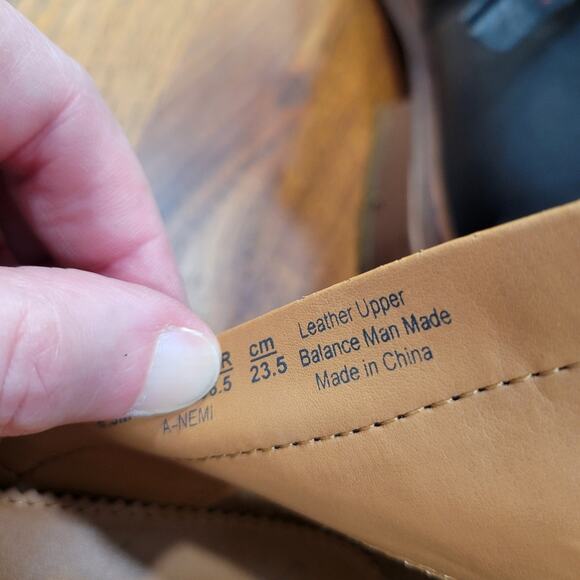 cm
23.5
A-NEMI
Leather Upper
Balance Man Made
Made in China